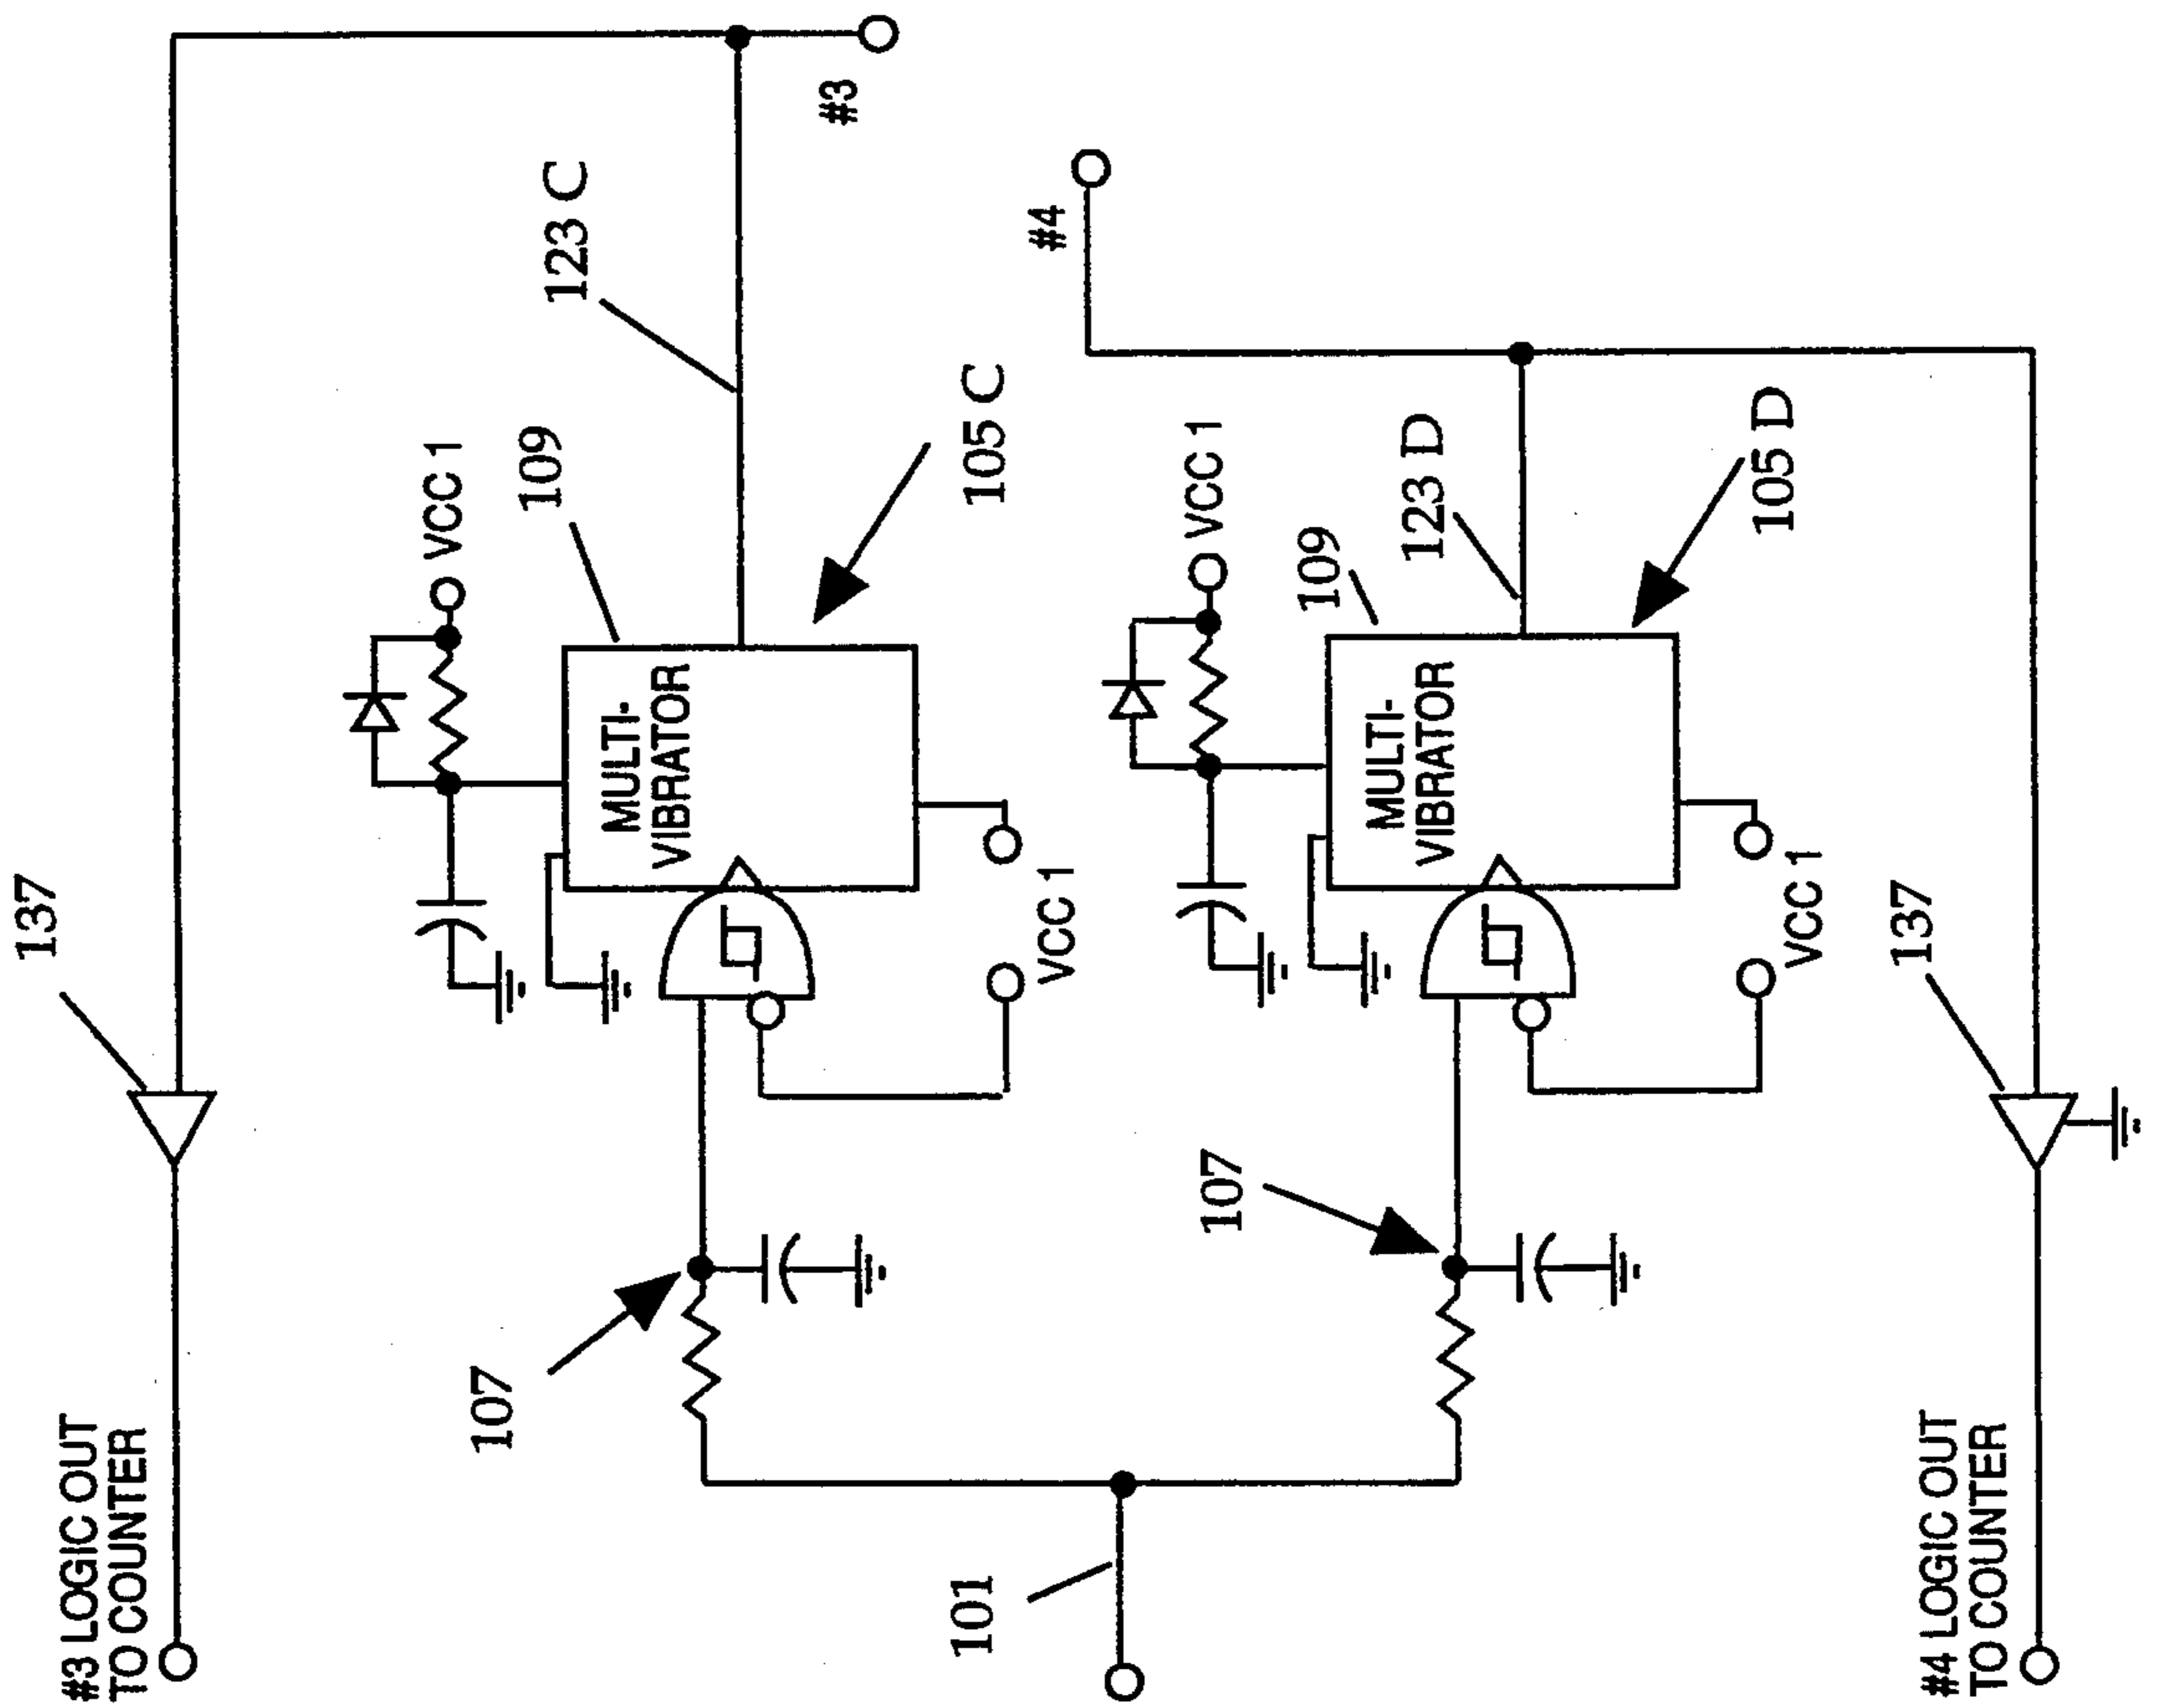 #3 LOGIC OUT
TO COUNTER
137
#3
123 C
VCC 1
109
105 C
MULTI-
VIBRATOR
VCC 1
107
101
#4
VCC 1
109
123 D
105 D
MULTI-
VIBRATOR
VCC 1
107
137
#4 LOGIC OUT
TO COUNTER